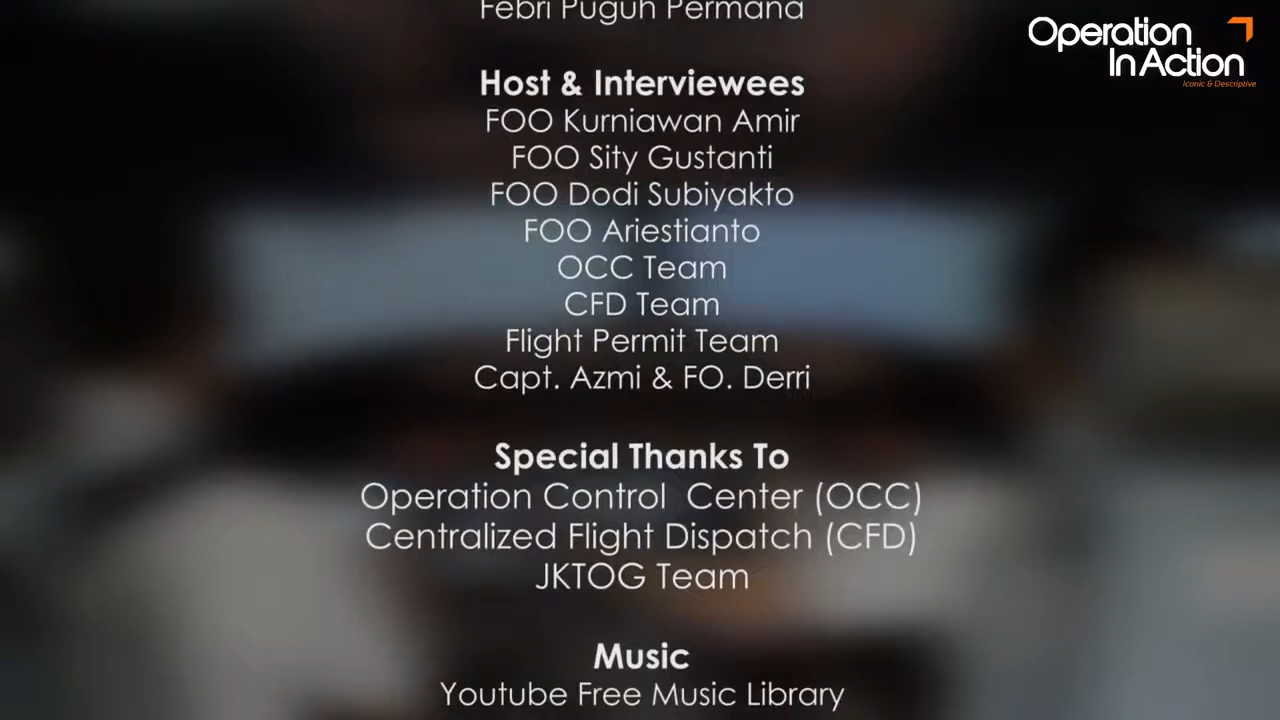 Febri Puguh Permana
Operation
In Action
Iconic & Descriptive
Host & Interviewees
FOO Kurniawan Amir
FOO Sity Gustanti
FOO Dodi Subiyakto
FOO Ariestianto
OCC Team
CFD Team
Flight Permit Team
Capt. Azmi & FO. Derri
Special Thanks To
Operation Control  Center (OCC)
Centralized Flight Dispatch (CFD)
JKTOG Team
Music
Youtube Free Music Library